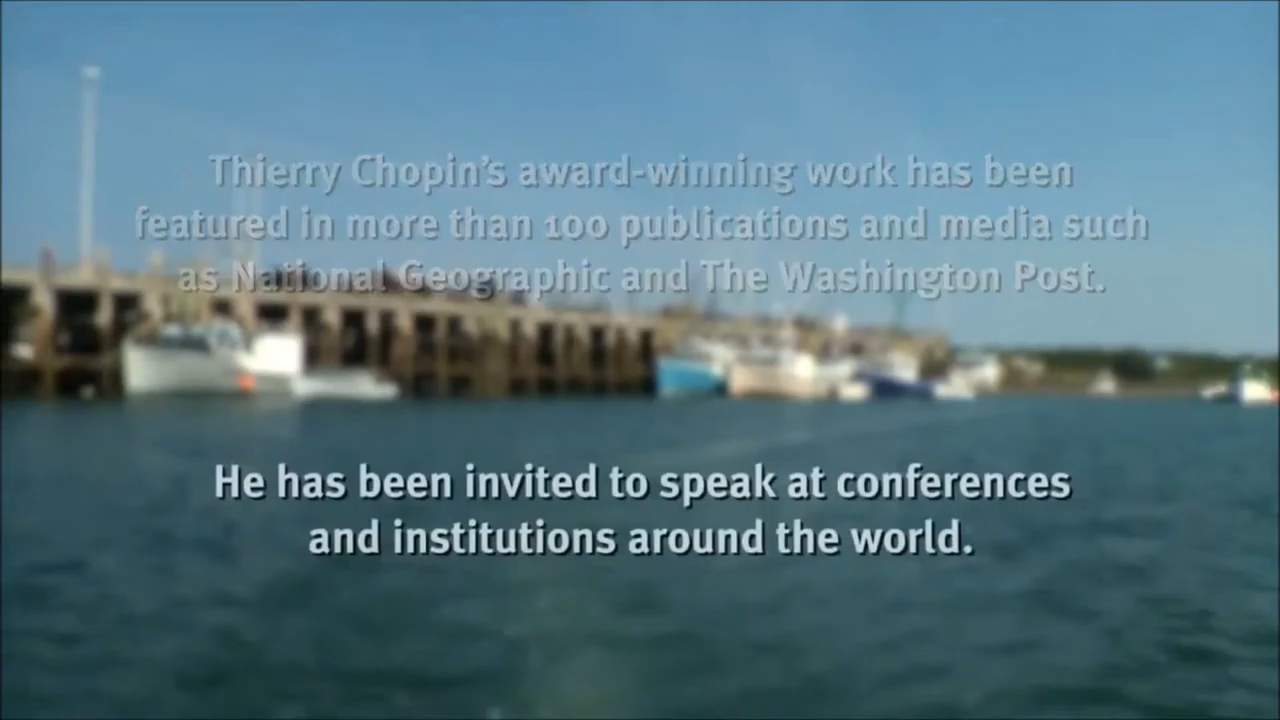 Thierry Chopin's award-winning work has been
featured in more than 100 publications and media such
as National Geographic and The Washington Post.
He has been invited to speak at conferences
and institutions around the world.